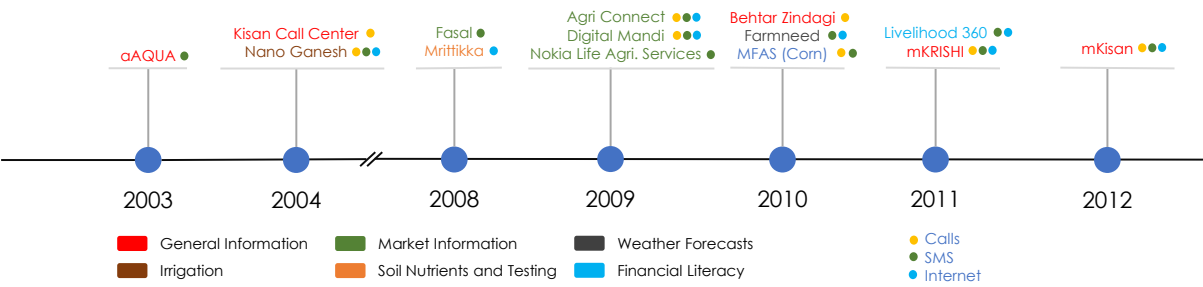 aAQUA
Kisan Call Center
Nano Ganesh
Fasal
Mrittikka
Agri Connect
Digital Mandi
Nokia Life Agri. Services
Behtar Zindagi
Farmneed
MFAS (Corn)
Livelihood 360
mKRISHI
mKisan
2003
2004
2008
2009
2010
2011
2012
General Information
Market Information
Weather Forecasts
Irrigation
Soil Nutrients and Testing
Financial Literacy
Calls
SMS
Internet